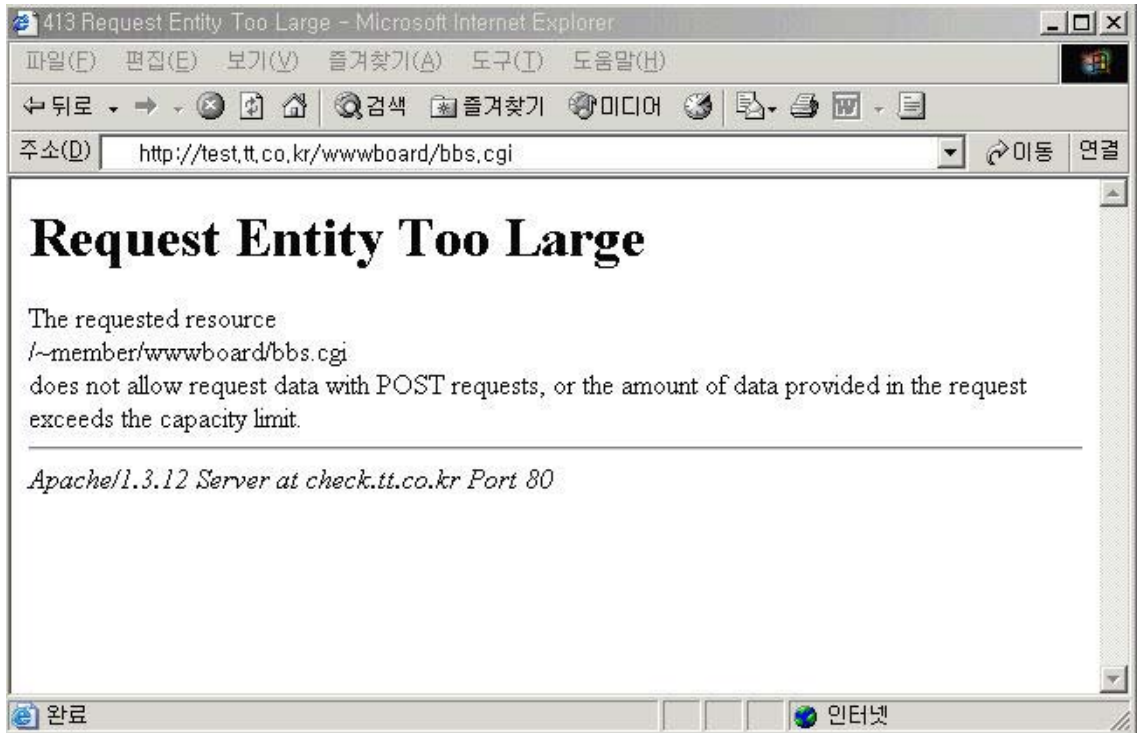 413 Request Entity Too Large - Microsoft Internet Explorer
파일(F) 편집(E) 보기(V) 즐겨찾기(A) 도구(T) 도움말(H)
뒤로 검색 즐겨찾기 미디어
주소(D) http://test.tt.co.kr/wwwboard/bbs.cgi 이동 연결
Request Entity Too Large
The requested resource
/~member/wwwboard/bbs.cgi
does not allow request data with POST requests, or the amount of data provided in the request
exceeds the capacity limit.
Apache/1.3.12 Server at check.tt.co.kr Port 80
완료 인터넷